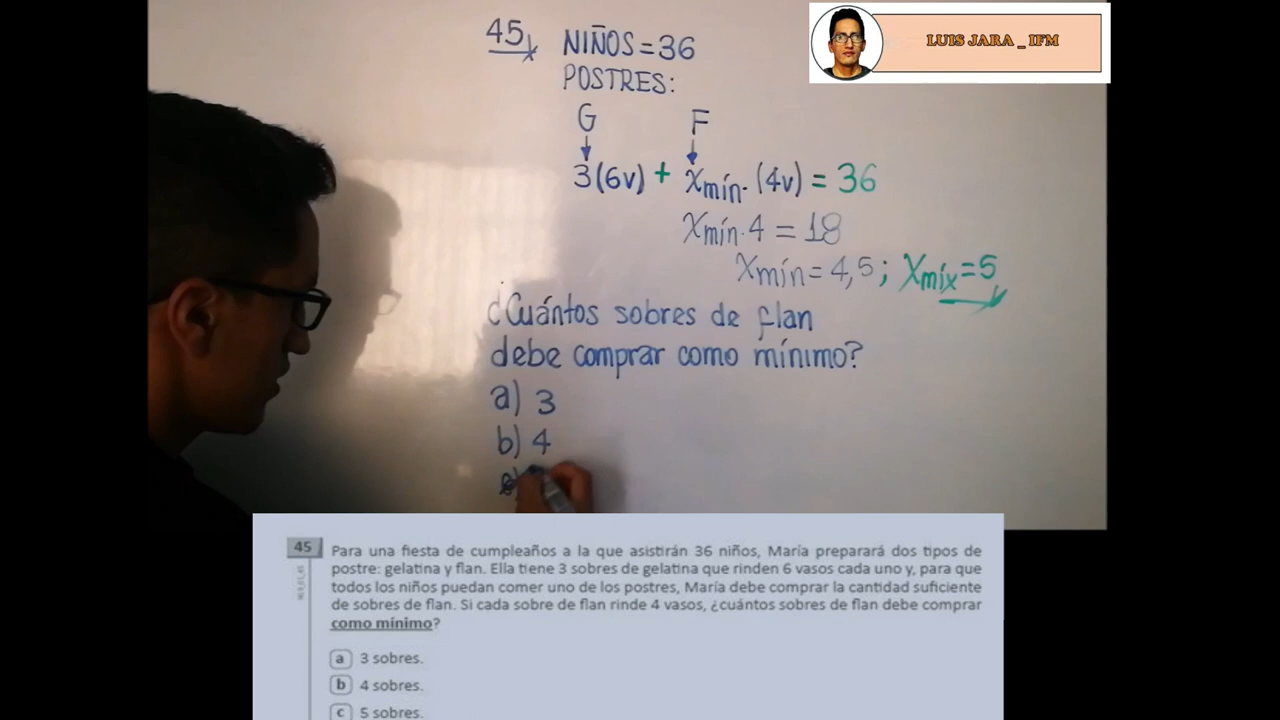 LUIS JARA _ IFM
45 NIÑOS = 36
POSTRES:
G F
3(6v) + xmín. (4v) = 36
xmín. 4 = 18
xmín = 4,5; xmíx = 5
¿Cuántos sobres de flan
debe comprar como mínimo?
a) 3
b) 4
45 Para una fiesta de cumpleaños a la que asistirán 36 niños, María preparará dos tipos de
postre: gelatina y flan. Ella tiene 3 sobres de gelatina que rinden 6 vasos cada uno y, para que
todos los niños puedan comer uno de los postres, María debe comprar la cantidad suficiente
de sobres de flan. Si cada sobre de flan rinde 4 vasos, ¿cuántos sobres de flan debe comprar
como mínimo?
a 3 sobres.
b 4 sobres.
c 5 sobres.